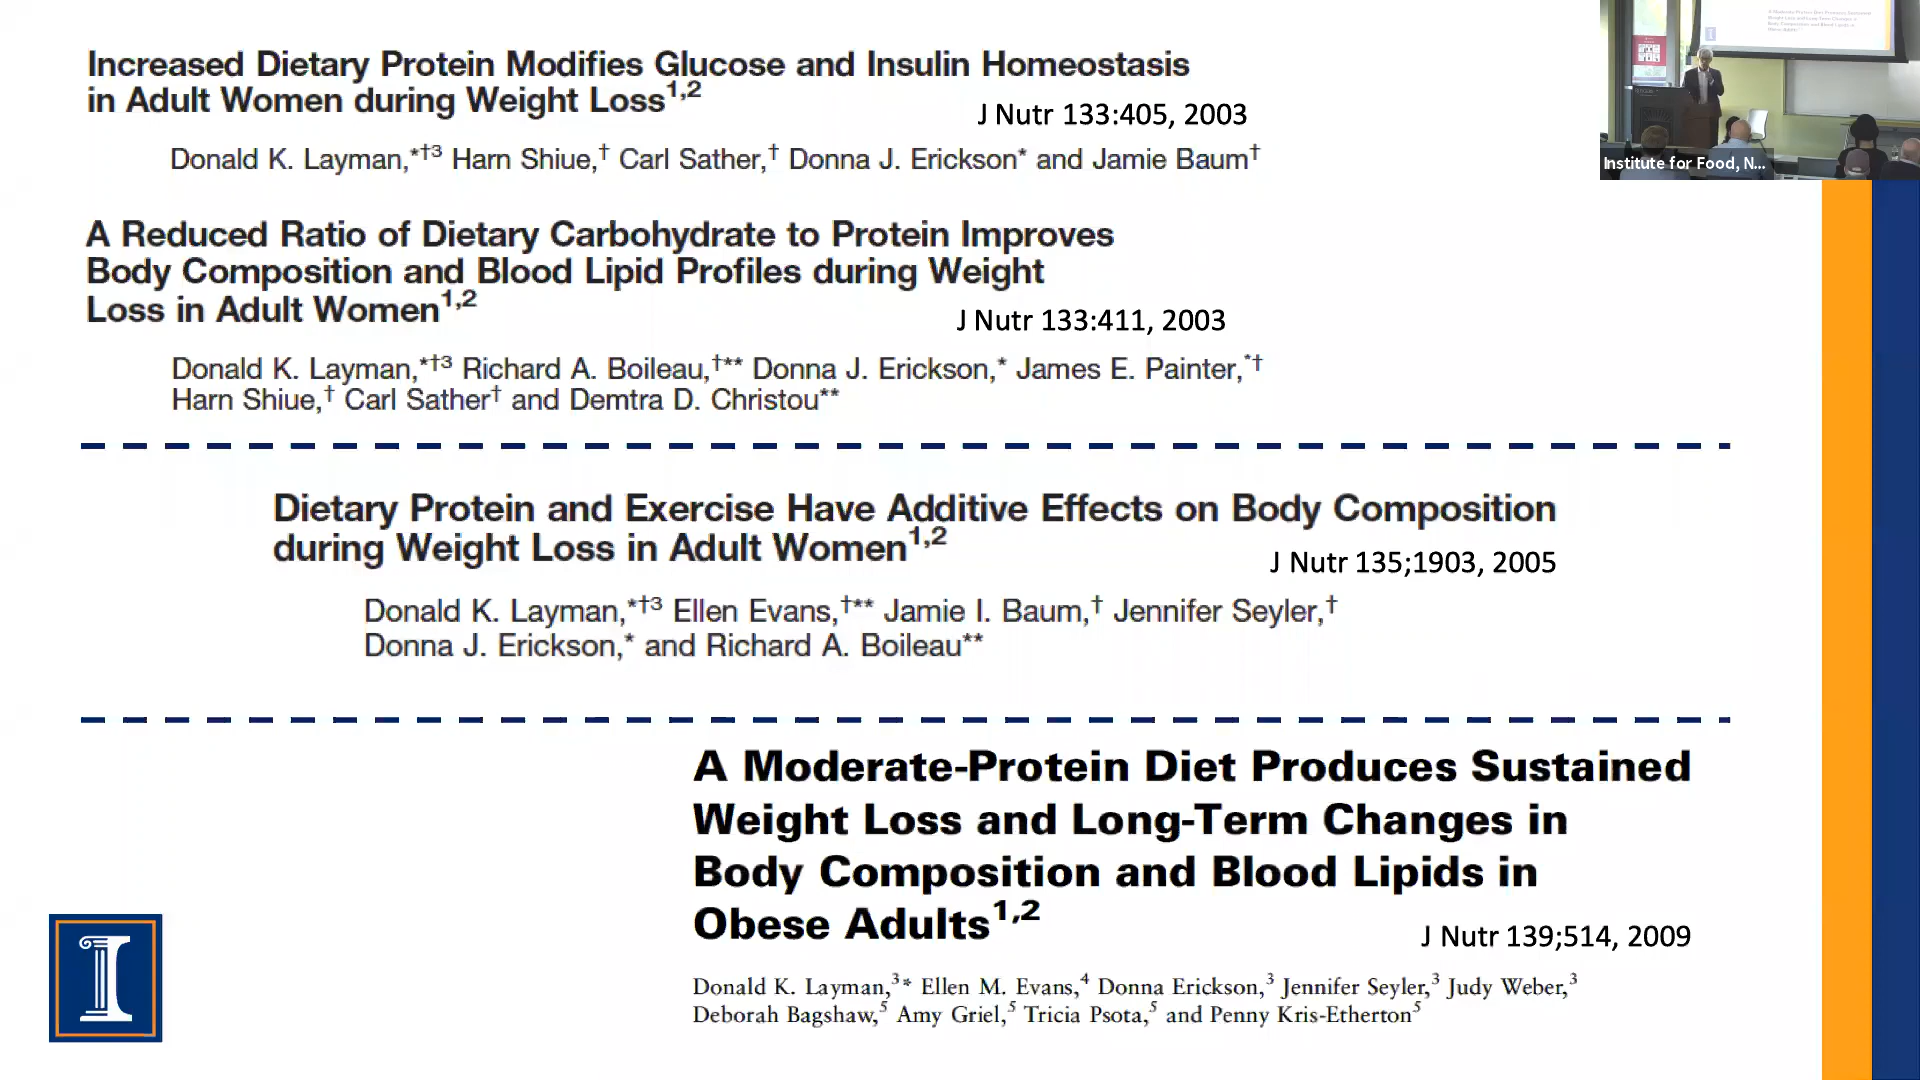 Increased Dietary Protein Modifies Glucose and Insulin Homeostasis
in Adult Women during Weight Loss1,2
J Nutr 133:405, 2003
Donald K. Layman,*†3 Harn Shiue,† Carl Sather,† Donna J. Erickson* and Jamie Baum†
A Reduced Ratio of Dietary Carbohydrate to Protein Improves
Body Composition and Blood Lipid Profiles during Weight
Loss in Adult Women1,2
J Nutr 133:411, 2003
Donald K. Layman,*†3 Richard A. Boileau,†** Donna J. Erickson,* James E. Painter,*†
Harn Shiue,† Carl Sather† and Demtra D. Christou**
Dietary Protein and Exercise Have Additive Effects on Body Composition
during Weight Loss in Adult Women1,2
J Nutr 135;1903, 2005
Donald K. Layman,*†3 Ellen Evans,†** Jamie I. Baum,† Jennifer Seyler,†
Donna J. Erickson,* and Richard A. Boileau**
A Moderate-Protein Diet Produces Sustained
Weight Loss and Long-Term Changes in
Body Composition and Blood Lipids in
Obese Adults1,2
J Nutr 139;514, 2009
Donald K. Layman,3* Ellen M. Evans,4 Donna Erickson,3 Jennifer Seyler,3 Judy Weber,3
Deborah Bagshaw,5 Amy Griel,5 Tricia Psota,5 and Penny Kris-Etherton5
I
Institute for Food, N...